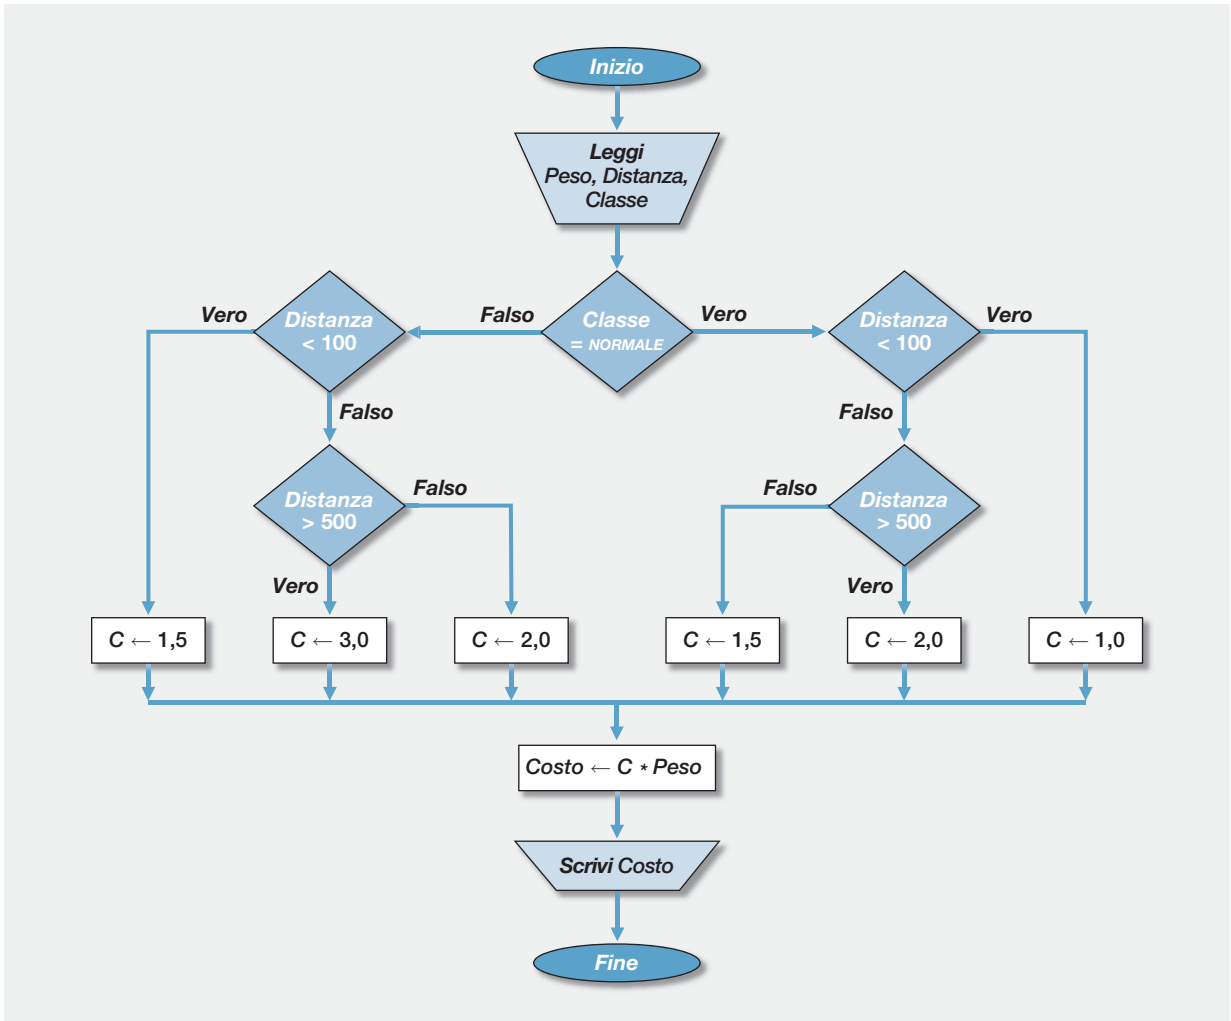 Inizio
Leggi
Peso, Distanza,
Classe
Vero
Distanza
< 100
Falso
Classe
= NORMALE
Vero
Distanza
< 100
Vero
Falso
Falso
Distanza
> 500
Falso
Falso
Distanza
> 500
Vero
Vero
C ← 1,5
C ← 3,0
C ← 2,0
C ← 1,5
C ← 2,0
C ← 1,0
Costo ← C * Peso
Scrivi Costo
Fine